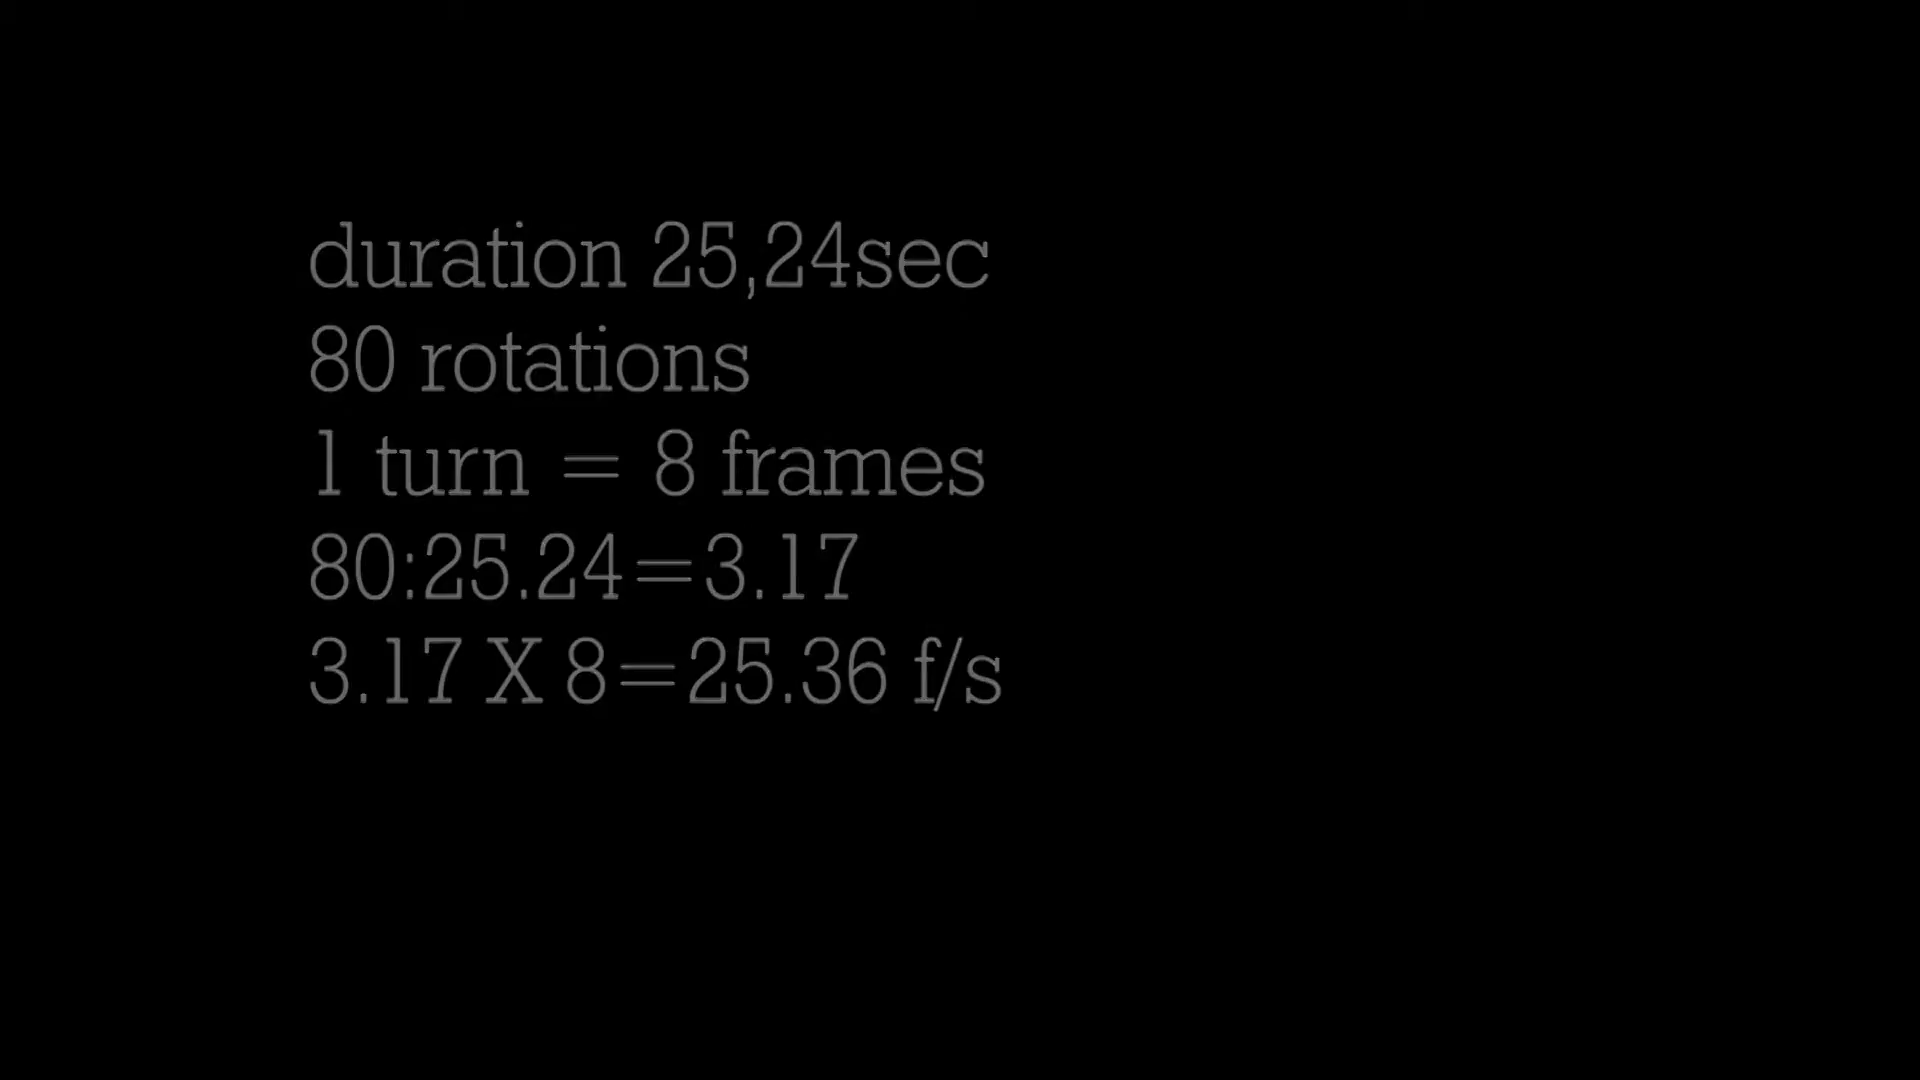 duration 25,24sec
80 rotations
1 turn = 8 frames
80:25.24=3.17
3.17 X 8=25.36 f/s